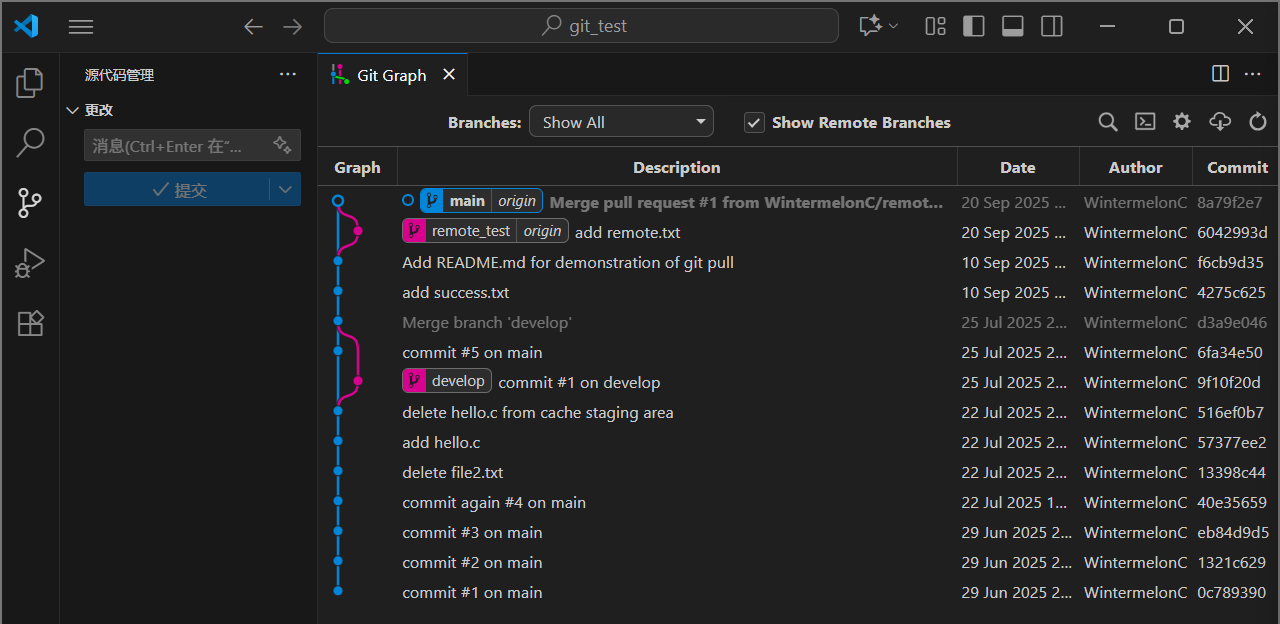 git_test
源代码管理
Git Graph
更改
消息(Ctrl+Enter 在“...
提交
Branches: Show All Show Remote Branches
Graph Description Date Author Commit
main origin Merge pull request #1 from WintermelonC/remot... 20 Sep 2025 ... WintermelonC 8a79f2e7
remote_test origin add remote.txt 20 Sep 2025 ... WintermelonC 6042993d
Add README.md for demonstration of git pull 10 Sep 2025 ... WintermelonC f6cb9d35
add success.txt 10 Sep 2025 ... WintermelonC 4275c625
Merge branch 'develop' 25 Jul 2025 2... WintermelonC d3a9e046
commit #5 on main 25 Jul 2025 2... WintermelonC 6fa34e50
develop commit #1 on develop 25 Jul 2025 2... WintermelonC 9f10f20d
delete hello.c from cache staging area 22 Jul 2025 2... WintermelonC 516ef0b7
add hello.c 22 Jul 2025 2... WintermelonC 57377ee2
delete file2.txt 22 Jul 2025 2... WintermelonC 13398c44
commit again #4 on main 22 Jul 2025 1... WintermelonC 40e35659
commit #3 on main 29 Jun 2025 2... WintermelonC eb84d9d5
commit #2 on main 29 Jun 2025 2... WintermelonC 1321c629
commit #1 on main 29 Jun 2025 2... WintermelonC 0c789390